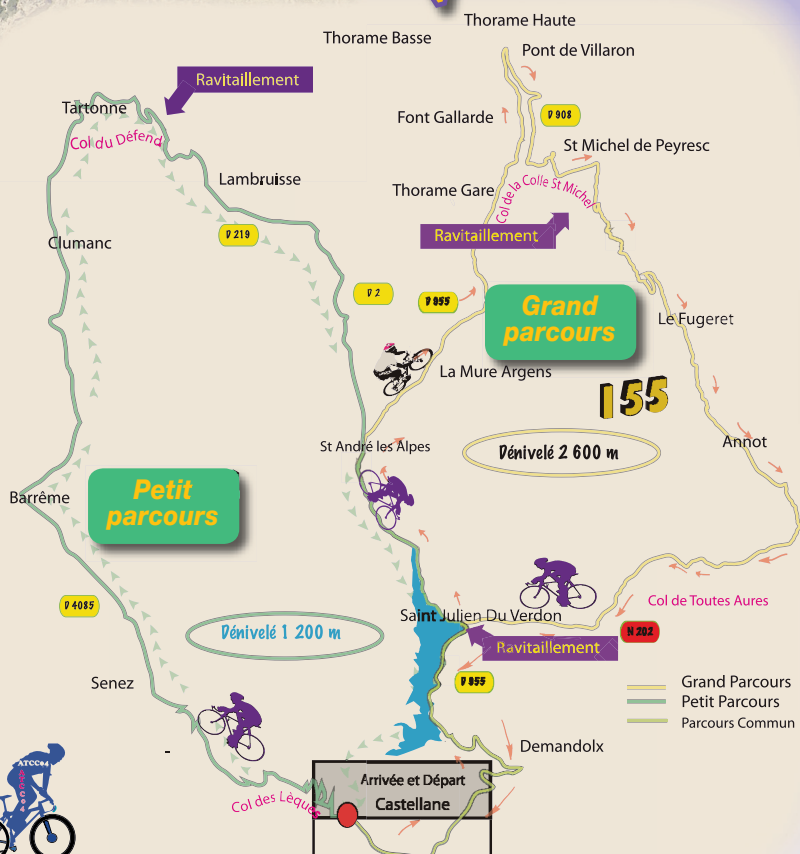 Thorame Haute
Thorame Basse
Pont de Villaron
Ravitaillement
Tartonne
Font Gallarde
D 908
Col du Défend
St Michel de Peyresc
Lambruisse
Thorame Gare
Col de la Colle St Michel
D 219
Clumanc
Ravitaillement
D 2
D 955
Grand
parcours
Le Fugeret
La Mure Argens
155
St André les Alpes
Dénivelé 2 600 m
Annot
Barrême
Petit
parcours
D 4085
Saint Julien Du Verdon
Col de Toutes Aures
Dénivelé 1 200 m
N 202
Ravitaillement
Senez
D 955
Grand Parcours
Petit Parcours
Parcours Commun
Demandolx
ATCC04
ATCC04
Arrivée et Départ
Castellane
Col des Lèques